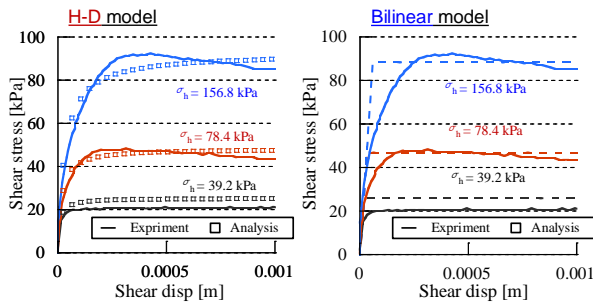 H-D model
Shear stress [kPa]
100
80
60
40
20
0
σh = 156.8 kPa
σh = 78.4 kPa
σh = 39.2 kPa
Expriment Analysis
0 0.0005 0.001
Shear disp [m]
Bilinear model
Shear stress [kPa]
100
80
60
40
20
0
σh = 156.8 kPa
σh = 78.4 kPa
σh = 39.2 kPa
Expriment Analysis
0 0.0005 0.001
Shear disp [m]